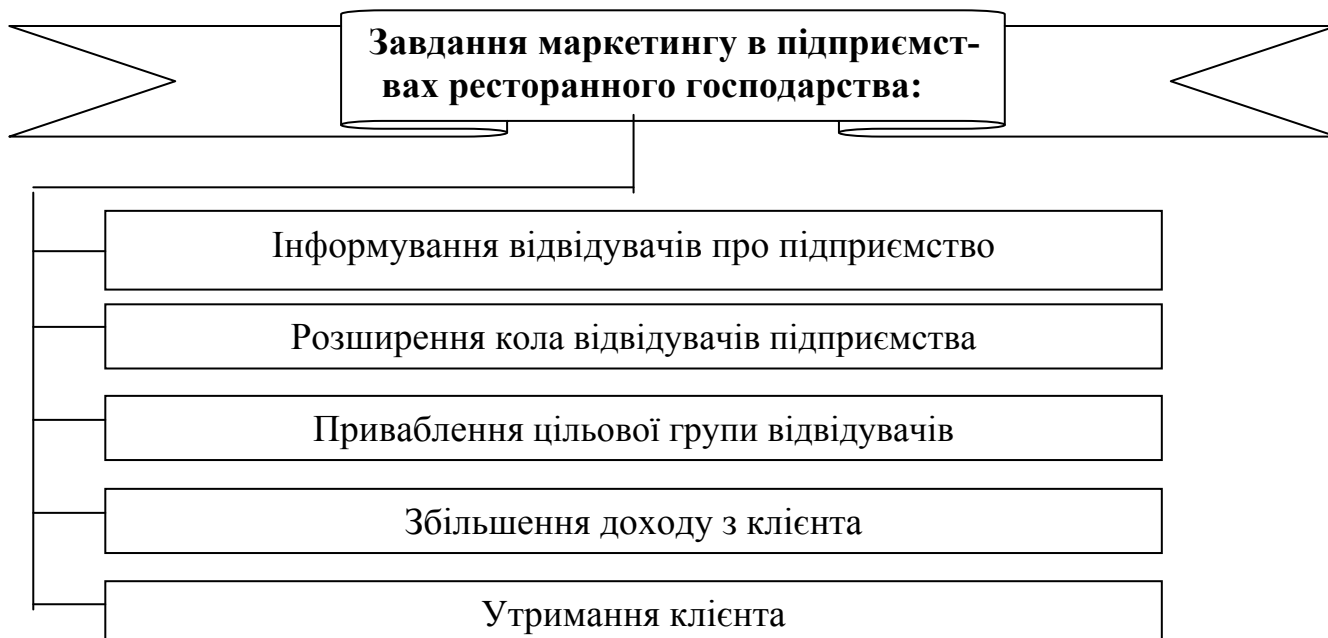 Завдання маркетингу в підприємст-
вах ресторанного господарства:
Інформування відвідувачів про підприємство
Розширення кола відвідувачів підприємства
Приваблення цільової групи відвідувачів
Збільшення доходу з клієнта
Утримання клієнта